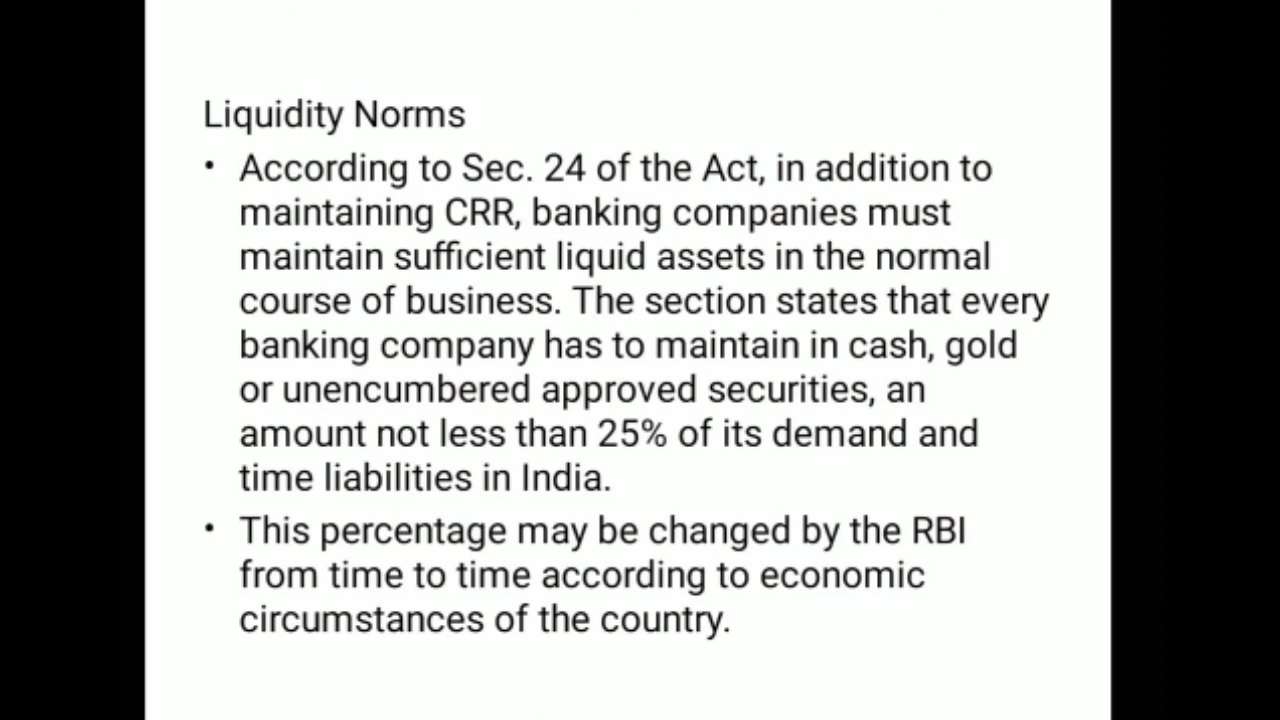 Liquidity Norms
• According to Sec. 24 of the Act, in addition to
maintaining CRR, banking companies must
maintain sufficient liquid assets in the normal
course of business. The section states that every
banking company has to maintain in cash, gold
or unencumbered approved securities, an
amount not less than 25% of its demand and
time liabilities in India.
• This percentage may be changed by the RBI
from time to time according to economic
circumstances of the country.